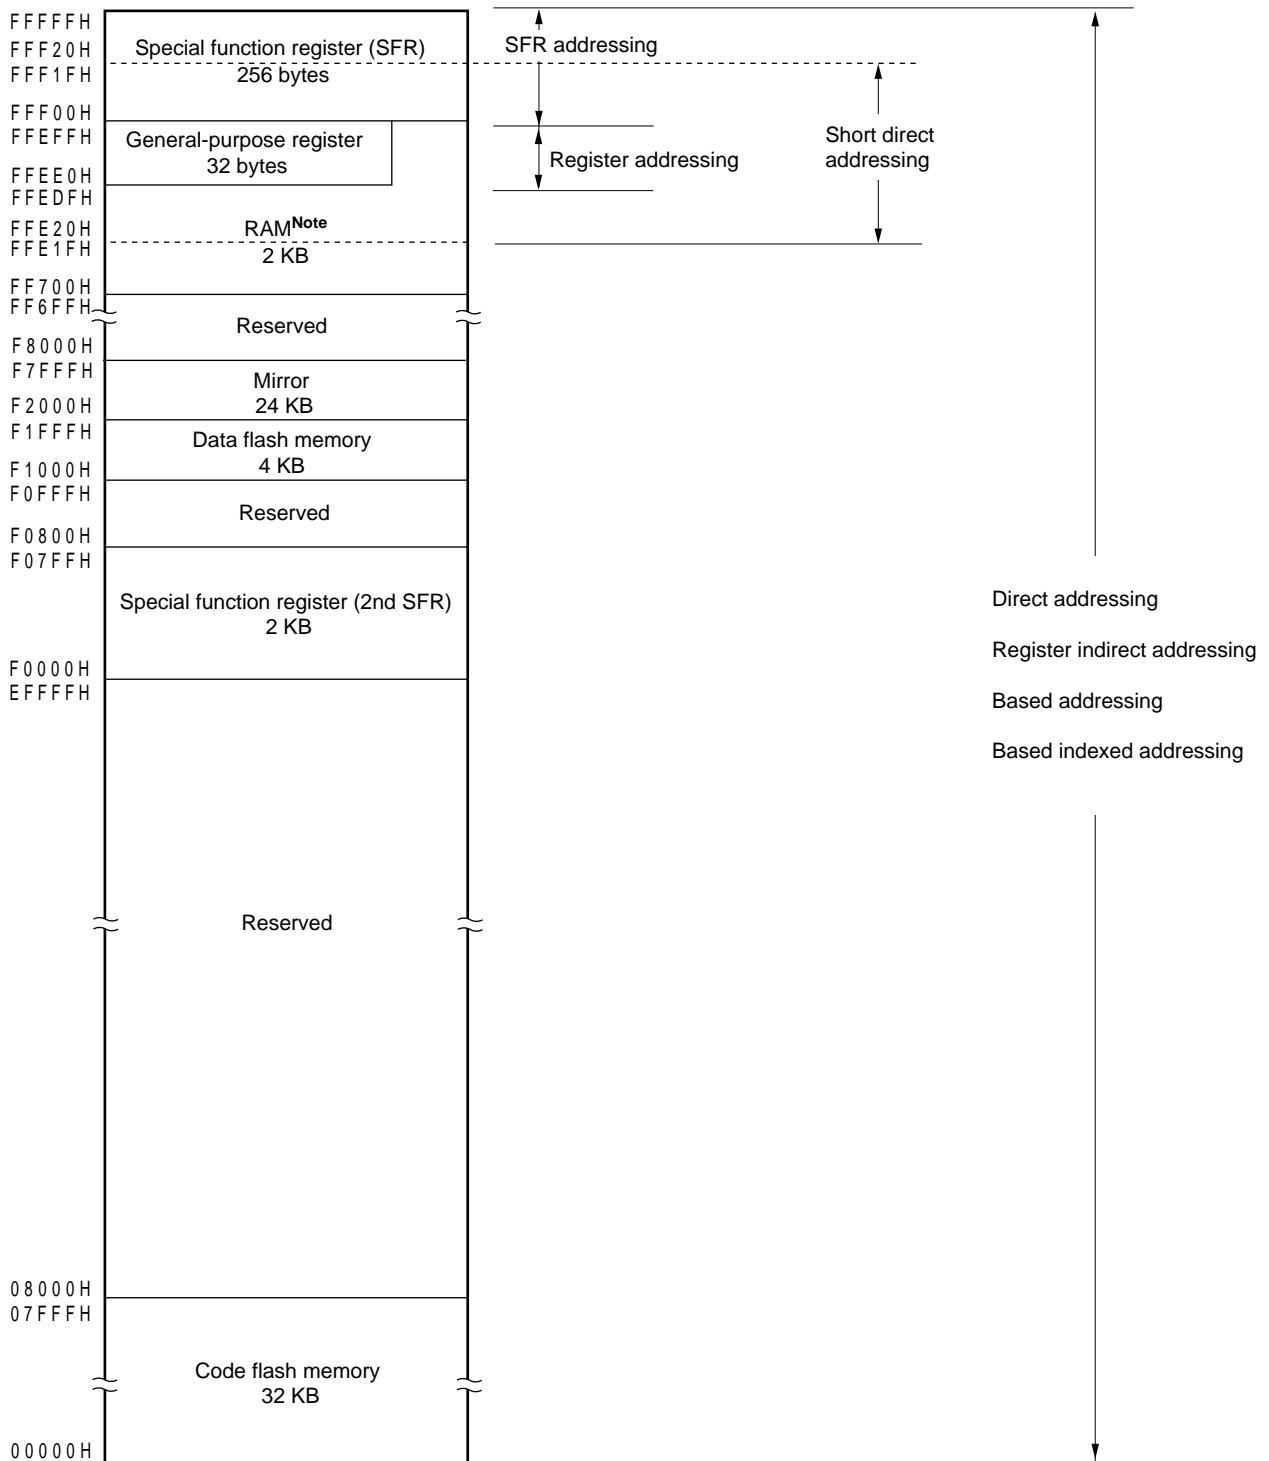 FFFFFH
FFF20H
FFF1FH
FFF00H
FFEFFH
FFEE0H
FFEDFH
FFE20H
FFE1FH
FF700H
FF6FFH
F8000H
F7FFFH
F2000H
F1FFFH
F1000H
F0FFFH
F0800H
F07FFH
F0000H
EFFFFH
08000H
07FFFH
00000H
Special function register (SFR)
256 bytes
General-purpose register
32 bytes
RAMNote
2 KB
Reserved
Mirror
24 KB
Data flash memory
4 KB
Reserved
Special function register (2nd SFR)
2 KB
Reserved
Code flash memory
32 KB
SFR addressing
Register addressing
Short direct
addressing
Direct addressing
Register indirect addressing
Based addressing
Based indexed addressing